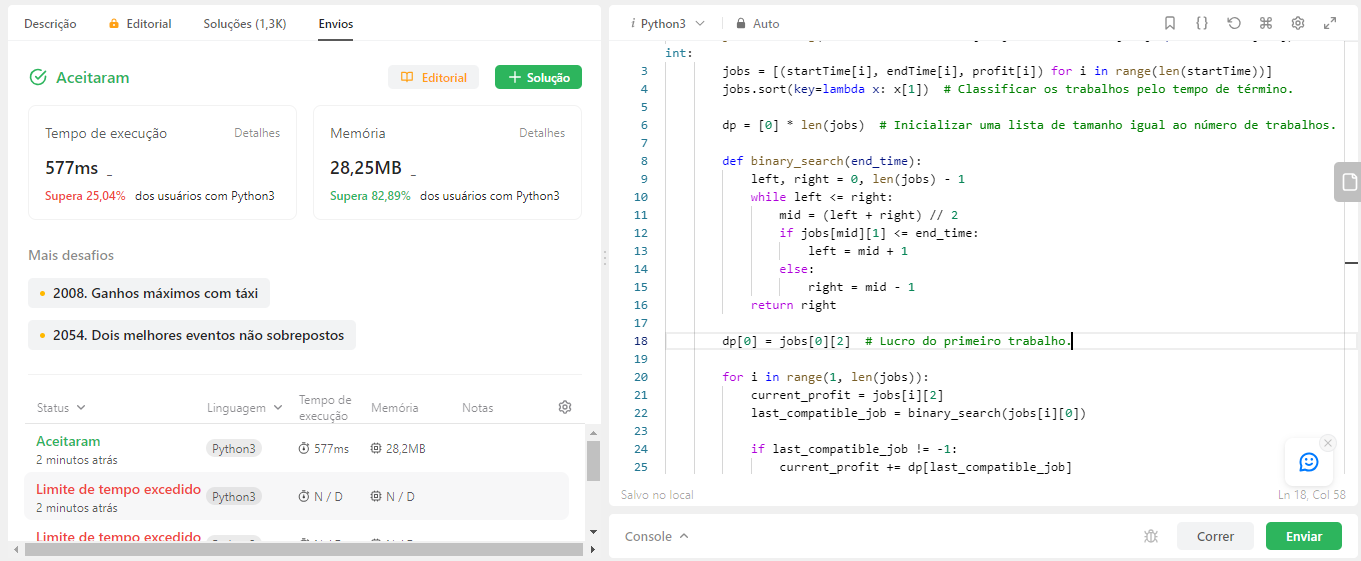 Descrição
Editorial
Soluções (1,3K)
Envios
Aceitaram
Editorial
Solução
Tempo de execução
Detalhes
577ms
Supera 25,04% dos usuários com Python3
Memória
Detalhes
28,25MB
Supera 82,89% dos usuários com Python3
Mais desafios
2008. Ganhos máximos com táxi
2054. Dois melhores eventos não sobrepostos
Status
Linguagem
Tempo de execução
Memória
Notas
Aceitaram
2 minutos atrás
Python3
577ms
28,2MB
Limite de tempo excedido
2 minutos atrás
Python3
N / D
N / D
Limite de tempo excedido
i Python3
Auto
int:
3 jobs = [(startTime[i], endTime[i], profit[i]) for i in range(len(startTime))]
4 jobs.sort(key=lambda x: x[1])  # Classificar os trabalhos pelo tempo de término.
5
6 dp = [0] * len(jobs)  # Inicializar uma lista de tamanho igual ao número de trabalhos.
7
8 def binary_search(end_time):
9 left, right = 0, len(jobs) - 1
10 while left <= right:
11 mid = (left + right) // 2
12 if jobs[mid][1] <= end_time:
13 left = mid + 1
14 else:
15 right = mid - 1
16 return right
17
18 dp[0] = jobs[0][2]  # Lucro do primeiro trabalho.
19
20 for i in range(1, len(jobs)):
21 current_profit = jobs[i][2]
22 last_compatible_job = binary_search(jobs[i][0])
23
24 if last_compatible_job != -1:
25 current_profit += dp[last_compatible_job]
Salvo no local
Ln 18, Col 58
Console
Correr
Enviar